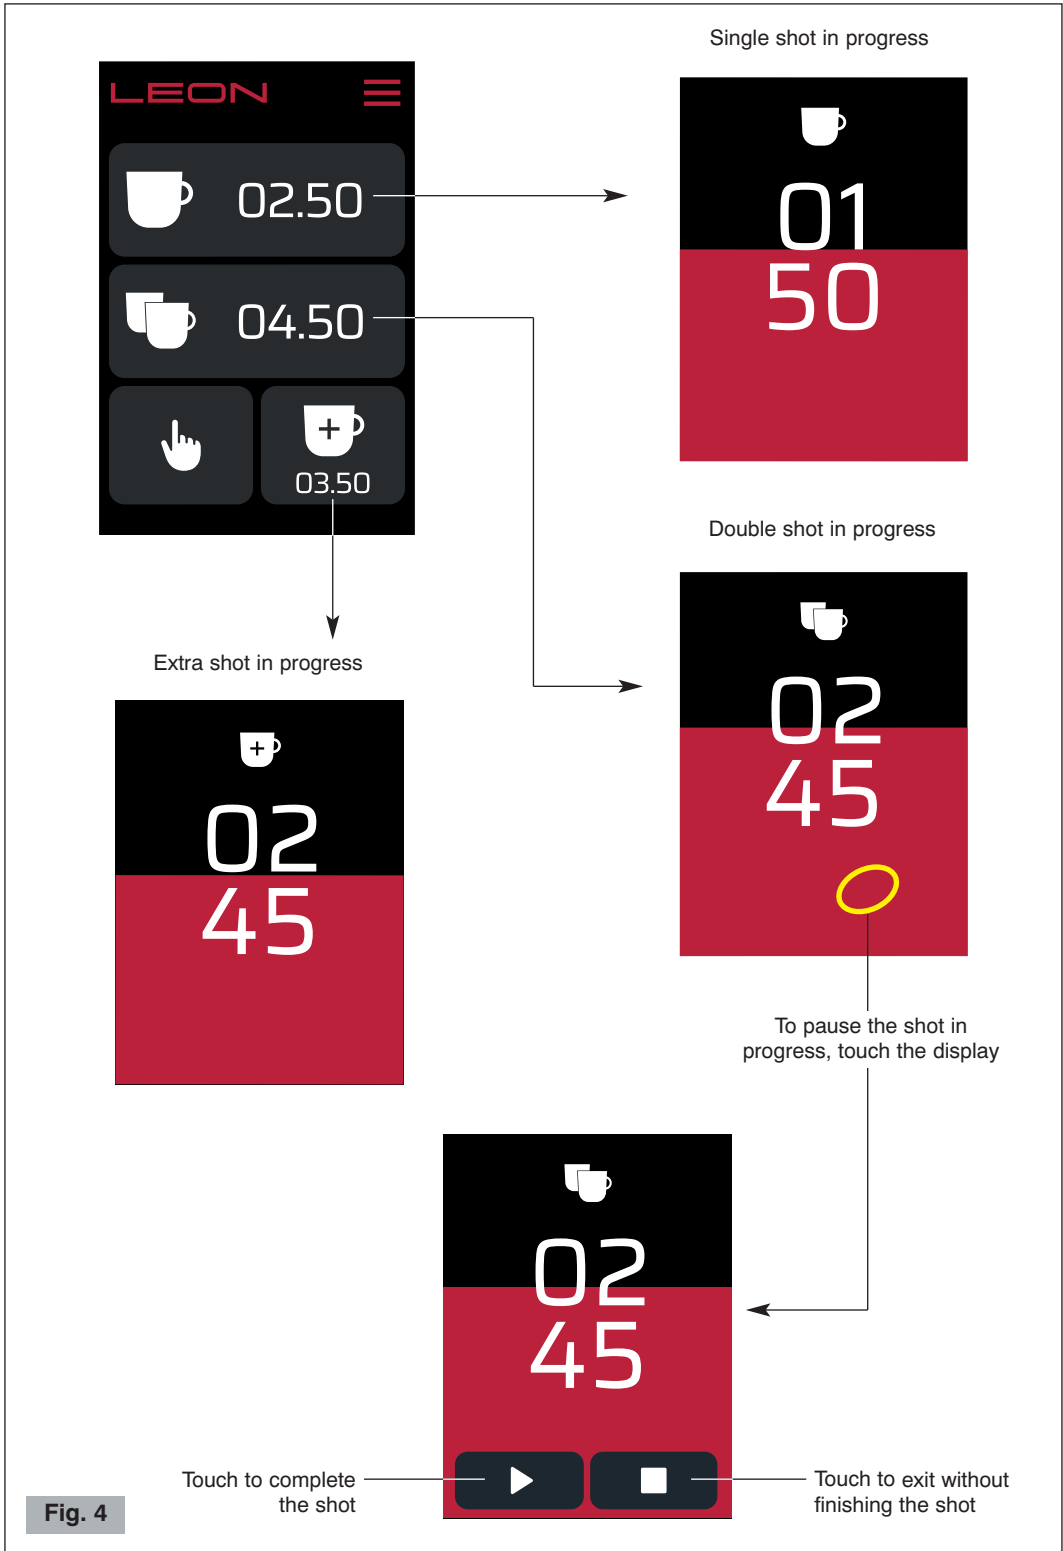 Single shot in progress
LEON
02.50
01
50
04.50
03.50
Double shot in progress
02
45
Extra shot in progress
02
45
To pause the shot in
progress, touch the display
02
45
Touch to complete
the shot
Touch to exit without
finishing the shot
Fig. 4